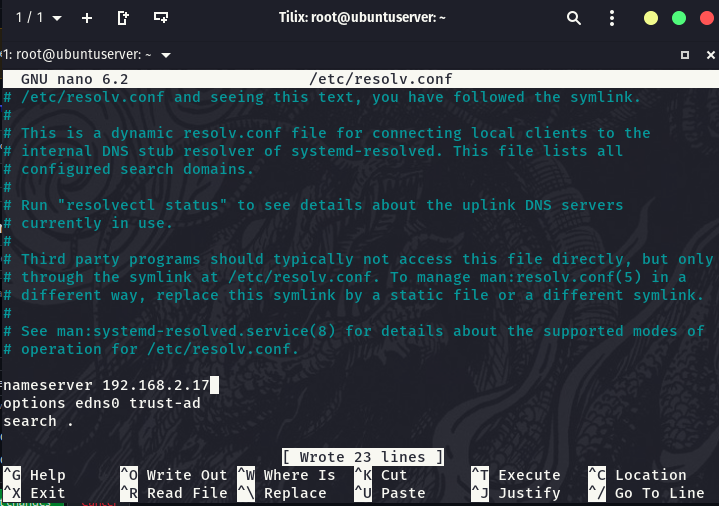 1 / 1
Tilix: root@ubuntuserver: ~
1: root@ubuntuserver: ~
GNU nano 6.2 /etc/resolv.conf
# /etc/resolv.conf and seeing this text, you have followed the symlink.
#
# This is a dynamic resolv.conf file for connecting local clients to the
# internal DNS stub resolver of systemd-resolved. This file lists all
# configured search domains.
#
# Run "resolvectl status" to see details about the uplink DNS servers
# currently in use.
#
# Third party programs should typically not access this file directly, but only
# through the symlink at /etc/resolv.conf. To manage man:resolv.conf(5) in a
# different way, replace this symlink by a static file or a different symlink.
#
# See man:systemd-resolved.service(8) for details about the supported modes of
# operation for /etc/resolv.conf.
nameserver 192.168.2.17
options edns0 trust-ad
search .
[ Wrote 23 lines ]
^G Help ^O Write Out ^W Where Is ^K Cut ^T Execute ^C Location
^X Exit ^R Read File ^\ Replace ^U Paste ^J Justify ^/ Go To Line